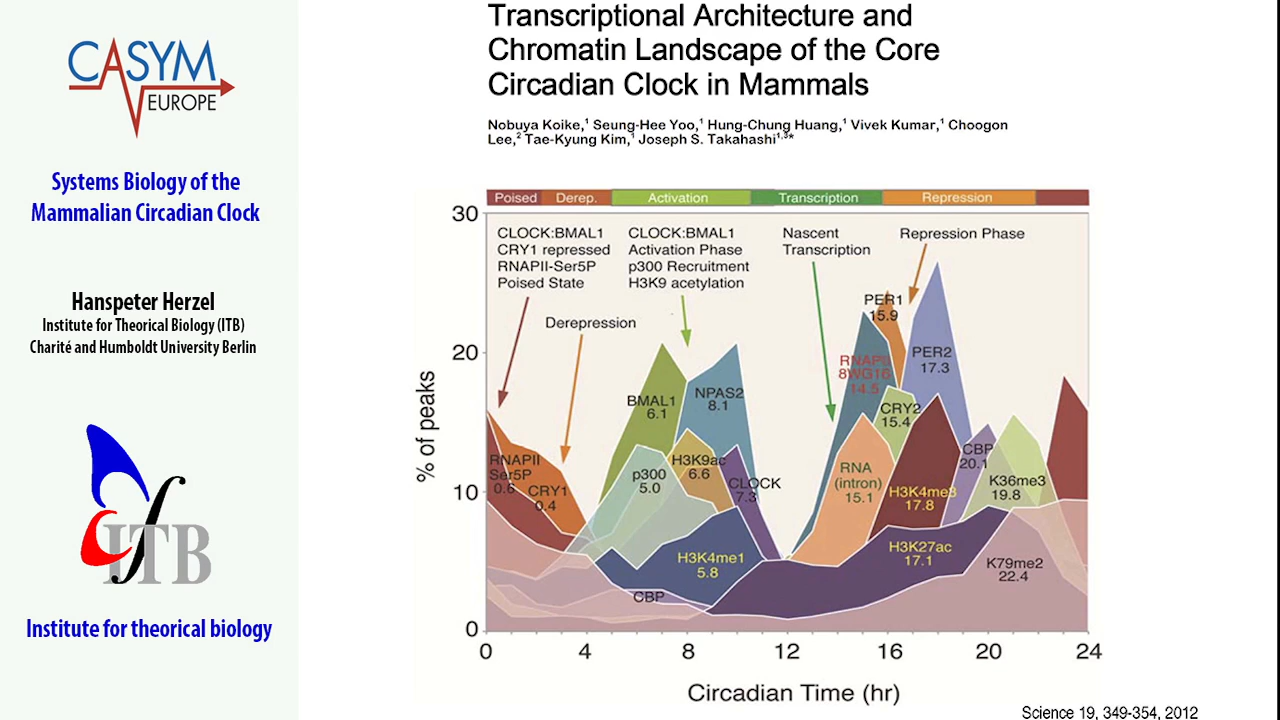 CASYM
EUROPE
Systems Biology of the
Mammalian Circadian Clock
Hanspeter Herzel
Institute for Theorical Biology (ITB)
Charité and Humboldt University Berlin
ITB
Institute for theorical biology
Transcriptional Architecture and
Chromatin Landscape of the Core
Circadian Clock in Mammals
Nobuya Koike,1 Seung-Hee Yoo,1 Hung-Chung Huang,1 Vivek Kumar,1 Choogon
Lee,2 Tae-Kyung Kim,1 Joseph S. Takahashi1,3*
Poised Derep. Activation Transcription Repression
30
20
10
0
% of peaks
CLOCK:BMAL1
CRY1 repressed
RNAPII-Ser5P
Poised State
Derepression
CLOCK:BMAL1
Activation Phase
p300 Recruitment
H3K9 acetylation
Nascent
Transcription
Repression Phase
RNAPII
Ser5P
0.6
CRY1
0.4
BMAL1
6.1
p300
5.0
NPAS2
8.1
H3K9ac
6.6
CLOCK
7.3
H3K4me1
5.8
CBP
PER1
15.9
RNAPII
8WG16
14.5
PER2
17.3
CRY2
15.4
RNA
(intron)
15.1
H3K4me3
17.8
CBP
20.1
K36me3
19.8
H3K27ac
17.1
K79me2
22.4
0 4 8 12 16 20 24
Circadian Time (hr)
Science 19, 349-354, 2012